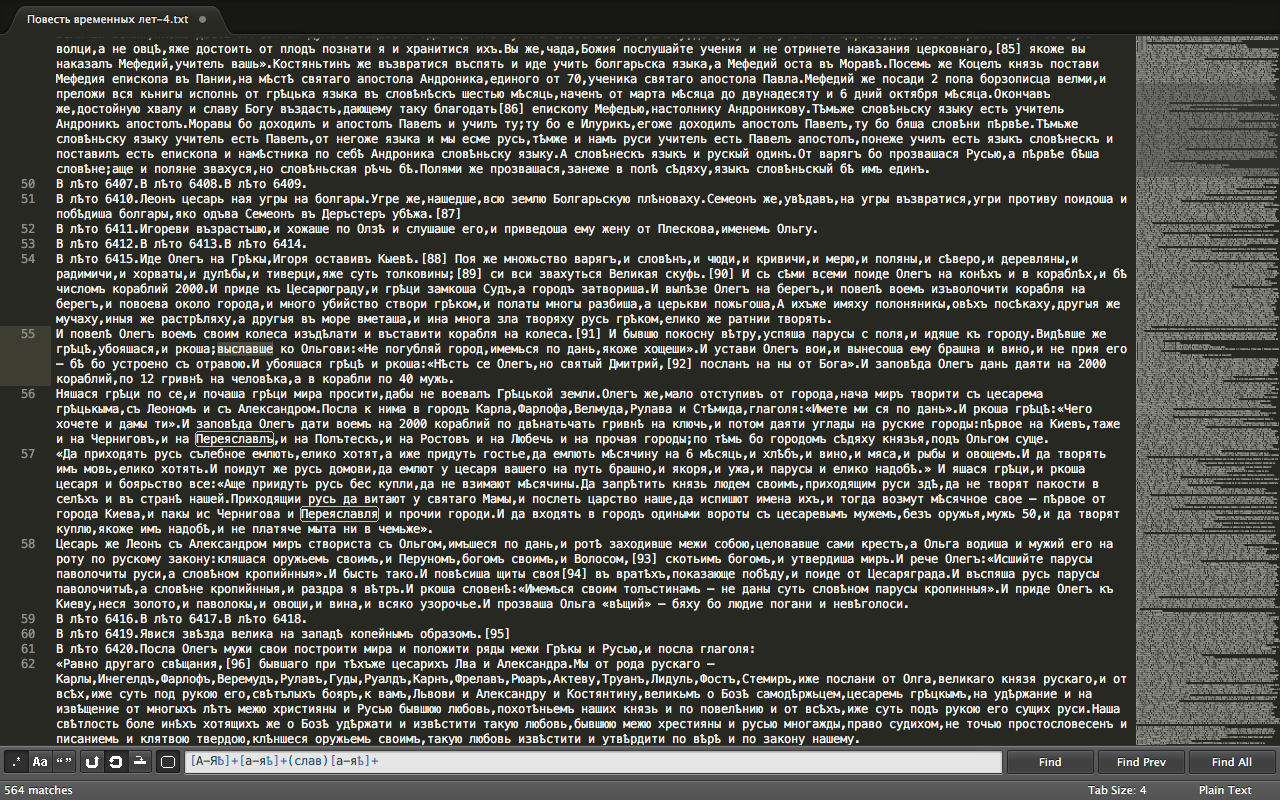 Повесть временных лет-4.txt
волци,а не овцѣ,яже достоить от плодъ познати я и хранитися ихъ.Вы же,чада,Божия послушайте учения и не отринете наказания церковнаго,[85] якоже вы
наказалъ Мефедий,учитель вашь».Костяньтинъ же възвратися въспять и иде учить болгарьска языка,а Мефедий оста въ Моравѣ.Посемь же Коцелъ князь постави
Мефедия епископа въ Пании,на мѣстѣ святаго апостола Андроника,единого от 70,ученика святаго апостола Павла.Мефедий же посади 2 попа борзописца велми,и
преложи вся кънигы исполнь от грѣцька языка въ словѣньскъ шестью мѣсяць,наченъ от марта мѣсяца до двунадесяту и 6 дний октября мѣсяца.Окончавъ
же,достойную хвалу и славу Богу въздасть,дающему таку благодать[86] епископу Мефедью,настолнику Андроникову.Тѣмьже словѣньску языку есть учитель
Андроникъ апостолъ.Моравы бо доходилъ и апостолъ Павелъ и училъ ту;ту бо е Илурикъ,егоже доходилъ апостолъ Павелъ,ту бо бяша словѣни пѣрвѣе.Тѣмьже
словѣньску языку учитель есть Павелъ,от негоже языка и мы есме русь,тѣмже и намъ руси учитель есть Павелъ апостолъ,понеже училъ есть языкъ словѣнескъ и
поставилъ есть епископа и намѣстника по себѣ Андроника словѣньску языку.А словѣнескъ языкъ и рускый одинъ.От варягъ бо прозвашася Русью,а пѣрвѣе бѣша
словѣне;аще и поляне звахуся,но словѣньская рѣчь бѣ.Полями же прозвашася,занеже в полѣ сѣдяху,языкъ словѣньскый бѣ имъ единъ.
50 В лѣто 6407.В лѣто 6408.В лѣто 6409.
51 В лѣто 6410.Леонъ цесарь ная угры на болгары.Угре же,нашедше,всю землю Болгарьскую плѣноваху.Семеонъ же,увѣдавъ,на угры възвратися,угри противу поидоша и
побѣдиша болгары,яко одъва Семеонъ въ Деръстеръ убѣжа.[87]
52 В лѣто 6411.Игореви възрастъшю,и хожаше по Олзѣ и слушаше его,и приведоша ему жену от Плескова,именемь Ольгу.
53 В лѣто 6412.В лѣто 6413.В лѣто 6414.
54 В лѣто 6415.Иде Олегъ на Грѣкы,Игоря оставивъ Кыевѣ.[88] Поя же множьство варягъ,и словѣнъ,и чюди,и кривичи,и мерю,и поляны,и сѣверо,и деревляны,и
радимичи,и хорваты,и дулѣбы,и тиверци,яже суть толковины;[89] си вси звахуться Великая скуфь.[90] И сь сѣми всеми поиде Олегъ на конѣхъ и в кораблѣх,и бѣ
числомъ кораблий 2000.И приде къ Цесарюграду,и грѣци замкоша Судъ,а городъ затвориша.И вылѣзе Олегъ на берегъ,и повелѣ воемъ изъволочити корабля на
берегъ,и повоева около города,и много убийство створи грѣком,и полаты многы разбиша,а церькви пожьгоша.А ихъже имяху полоняникы,овѣхъ посѣкаху,другыя же
мучаху,иныя же растрѣляху,а другыя въ море вметаша,и ина многа зла творяху русь грѣкомъ,елико же ратнии творять.
55 И повелѣ Олегъ воемъ своим колеса изъдѣлати и въставити корабля на колеса.[91] И бывшю покосну вѣтру,успяша парусы с поля,и идяше къ городу.Видѣвше же
грѣцѣ,убояшася,и ркоша;выславше ко Ольгови:«Не погубляй город,имемься по дань,якоже хощеши».И устави Олегъ вои,и вынесоша ему брашна и вино,и не прия его
— бѣ бо устроено съ отравою.И убояшася грѣцѣ и ркоша:«Нѣсть се Олегъ,но святый Дмитрий,[92] посланъ на ны от Бога».И заповѣда Олегъ дань даяти на 2000
кораблий,по 12 гривнѣ на человѣка,а в корабли по 40 мужь.
56 Няшася грѣци по се,и почаша грѣци мира просити,дабы не воевалъ Грѣцькой земли.Олегъ же,мало отступивъ от города,нача миръ творити съ цесарема
грѣцькыма,съ Леономъ и съ Александром.Посла к нима в городъ Карла,Фарлофа,Велмуда,Рулава и Стѣмида,глаголя:«Имете ми ся по дань».И ркоша грѣцѣ:«Чего
хочете и дамы ти».И заповѣда Олегъ дати воемъ на 2000 кораблий по двѣнатьчать гривнѣ на ключь,и потом даяти углады на руские городы:пѣрвое на Киевъ,таже
и на Черниговъ,и на Переяславлъ,и на Полътескъ,и на Ростовъ и на Любечь и на прочая городы;по тѣмь бо городомъ сѣдяху князья,подъ Ольгом суще.
57 «Да приходять русь сълебное емлють,елико хотят,а иже придуть гостье,да емлють мѣсячину на 6 мѣсяць,и хлѣбъ,и вино,и мяса,и рыбы и овощемъ.И да творять
имъ мовь,елико хотять.И поидут же русь домови,да емлют у цесаря вашего на путь брашно,и якоря,и ужа,и парусы и елико надобѣ.» И яшася грѣци,и ркоша
цесаря и боярьство все:«Аще приидуть русь бес купли,да не взимают мѣсячины.Да запрѣтить князь людем своимъ,приходящим руси здѣ,да не творят пакости в
селѣхъ и въ странѣ нашей.Приходящии русь да витают у святаго Мамы,и послеть царство наше,да испишют имена ихъ,и тогда возмут мѣсячное свое — пѣрвое от
города Киева,и пакы ис Чернигова и Переяславля и прочии городи.И да входять в городъ одиными вороты съ цесаревымъ мужемъ,безъ оружья,мужь 50,и да творят
куплю,якоже имъ надобѣ,и не платяче мыта ни в чемьже».
58 Цесарь же Леонъ съ Александром миръ створиста съ Ольгом,имъшеся по дань,и ротѣ заходивше межи собою,целовавше сами крестъ,а Ольга водиша и мужий его на
роту по рускому закону:кляшася оружьемь своимъ,и Перуномъ,богомъ своимъ,и Волосом,[93] скотьимъ богомъ,и утвердиша миръ.И рече Олегъ:«Исшийте парусы
паволочиты руси,а словѣном кропийныя».И бысть тако.И повѣсиша щиты своя[94] въ вратѣхъ,показающе побѣду,и поиде от Цесаряграда.И въспяша русь парусы
паволочитыѣ,а словѣне кропийныя,и раздра я вѣтръ.И ркоша словенѣ:«Имемъся своим толъстинамъ — не даны суть словѣном парусы кропинныя».И приде Олегъ къ
Киеву,неся золото,и паволокы,и овощи,и вина,и всяко узорочье.И прозваша Ольга «вѣщий» — бяху бо людие погани и невѣголоси.
59 В лѣто 6416.В лѣто 6417.В лѣто 6418.
60 В лѣто 6419.Явися звѣзда велика на западѣ копейнымъ образомъ.[95]
61 В лѣто 6420.Посла Олегъ мужи свои построити мира и положити ряды межи Грѣкы и Русью,и посла глаголя:
62 «Равно другаго свѣщания,[96] бывшаго при тѣхъже цесарихъ Лва и Александра.Мы от рода рускаго —
Карлы,Инегелдъ,Фарлофъ,Веремудъ,Рулавъ,Гуды,Руалдъ,Карнъ,Фрелавъ,Рюаръ,Актеву,Труанъ,Лидуль,Фостъ,Стемиръ,иже послани от Олга,великаго князя рускаго,и от
всѣх,иже суть под рукою его,свѣтълыхъ бояръ,к вамъ,Львови и Александру и Костянтину,великымъ о Бозѣ самодѣржьцем,цесаремь грѣцкымъ,на удѣржание и на
извѣщение от многыхъ лѣтъ межю христианы и Русью бывшюю любовь,похотѣньемъ наших князь и по повелѣнию и от всѣхъ,иже суть подъ рукою его сущих руси.Наша
свѣтлость боле инѣхъ хотящихъ же о Бозѣ удѣржати и извѣстити такую любовь,бывшюю межю хрестияны и русью многажды,право судихом,не точью простословесенъ и
писанием и клятвою твердою,клѣншеся оружьем своимъ,такую любовь извѣстити и утвѣрдити по вѣрѣ и по закону нашему.
.* Aa “”
[А-ЯѢ]+[а-яѣ]+(слав)[а-яѣ]+
Find Find Prev Find All
564 matches Tab Size: 4 Plain Text